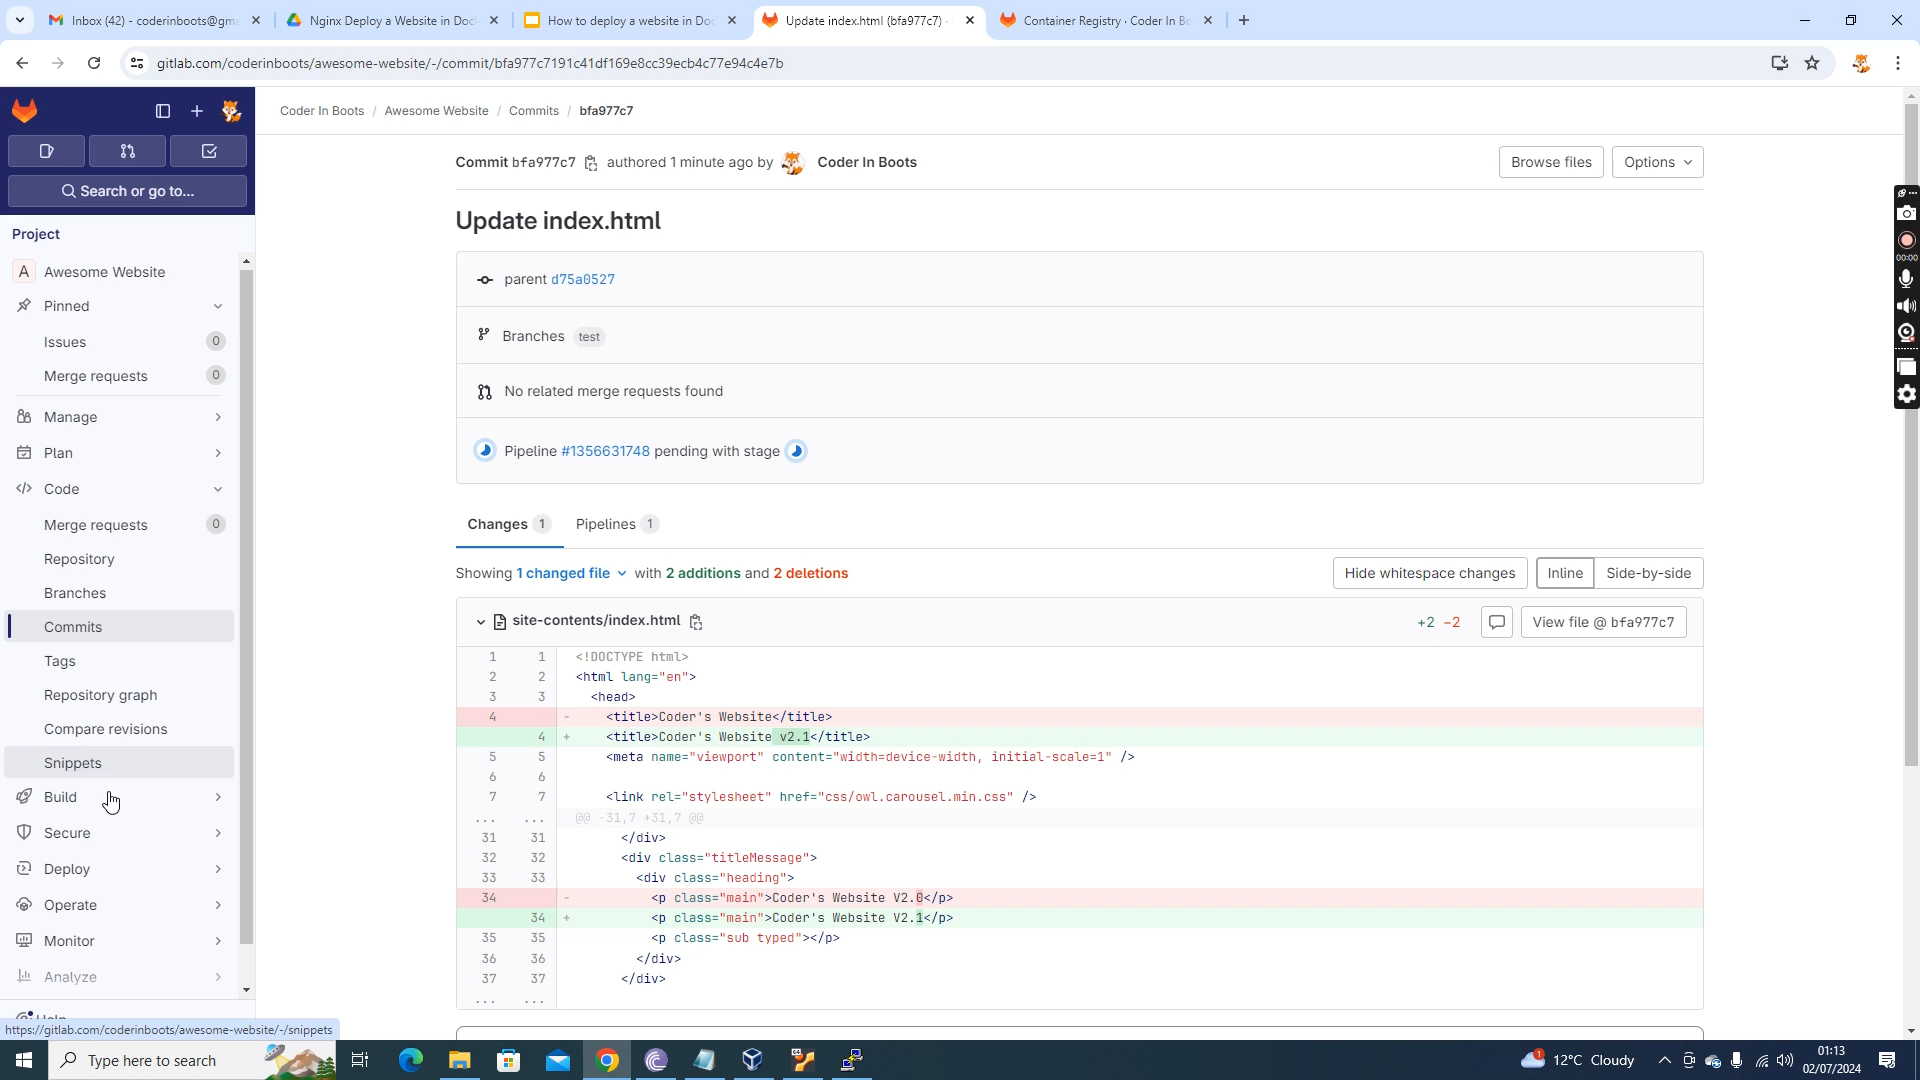 Inbox (42) - coderinboots@gma
Nginx Deploy a Website in Doc
How to deploy a website in Doc
Update index.html (bfa977c7) ·
Container Registry · Coder In Bo
gitlab.com/coderinboots/awesome-website/-/commit/bfa977c7191c41df169e8cc39ecb4c77e94c4e7b
Search or go to...
Project
A Awesome Website
Pinned
Issues 0
Merge requests 0
Manage
Plan
Code
Merge requests 0
Repository
Branches
Commits
Tags
Repository graph
Compare revisions
Snippets
Build
Secure
Deploy
Operate
Monitor
Analyze
Help
https://gitlab.com/coderinboots/awesome-website/-/snippets
Coder In Boots / Awesome Website / Commits / bfa977c7
Commit bfa977c7 authored 1 minute ago by Coder In Boots
Browse files
Options
Update index.html
parent d75a0527
Branches test
No related merge requests found
Pipeline #1356631748 pending with stage
Changes 1
Pipelines 1
Showing 1 changed file with 2 additions and 2 deletions
Hide whitespace changes
Inline
Side-by-side
site-contents/index.html
+2 -2
View file @ bfa977c7
1 1 <!DOCTYPE html>
2 2 <html lang="en">
3 3 <head>
4 - <title>Coder's Website</title>
4 + <title>Coder's Website v2.1</title>
5 5 <meta name="viewport" content="width=device-width, initial-scale=1" />
6 6
7 7 <link rel="stylesheet" href="css/owl.carousel.min.css" />
... ... @@ -31,7 +31,7 @@
31 31 </div>
32 32 <div class="titleMessage">
33 33 <div class="heading">
34 - <p class="main">Coder's Website V2.0</p>
34 + <p class="main">Coder's Website V2.1</p>
35 35 <p class="sub typed"></p>
36 36 </div>
37 37 </div>
... ...
00:00
Type here to search
12°C Cloudy
01:13
02/07/2024